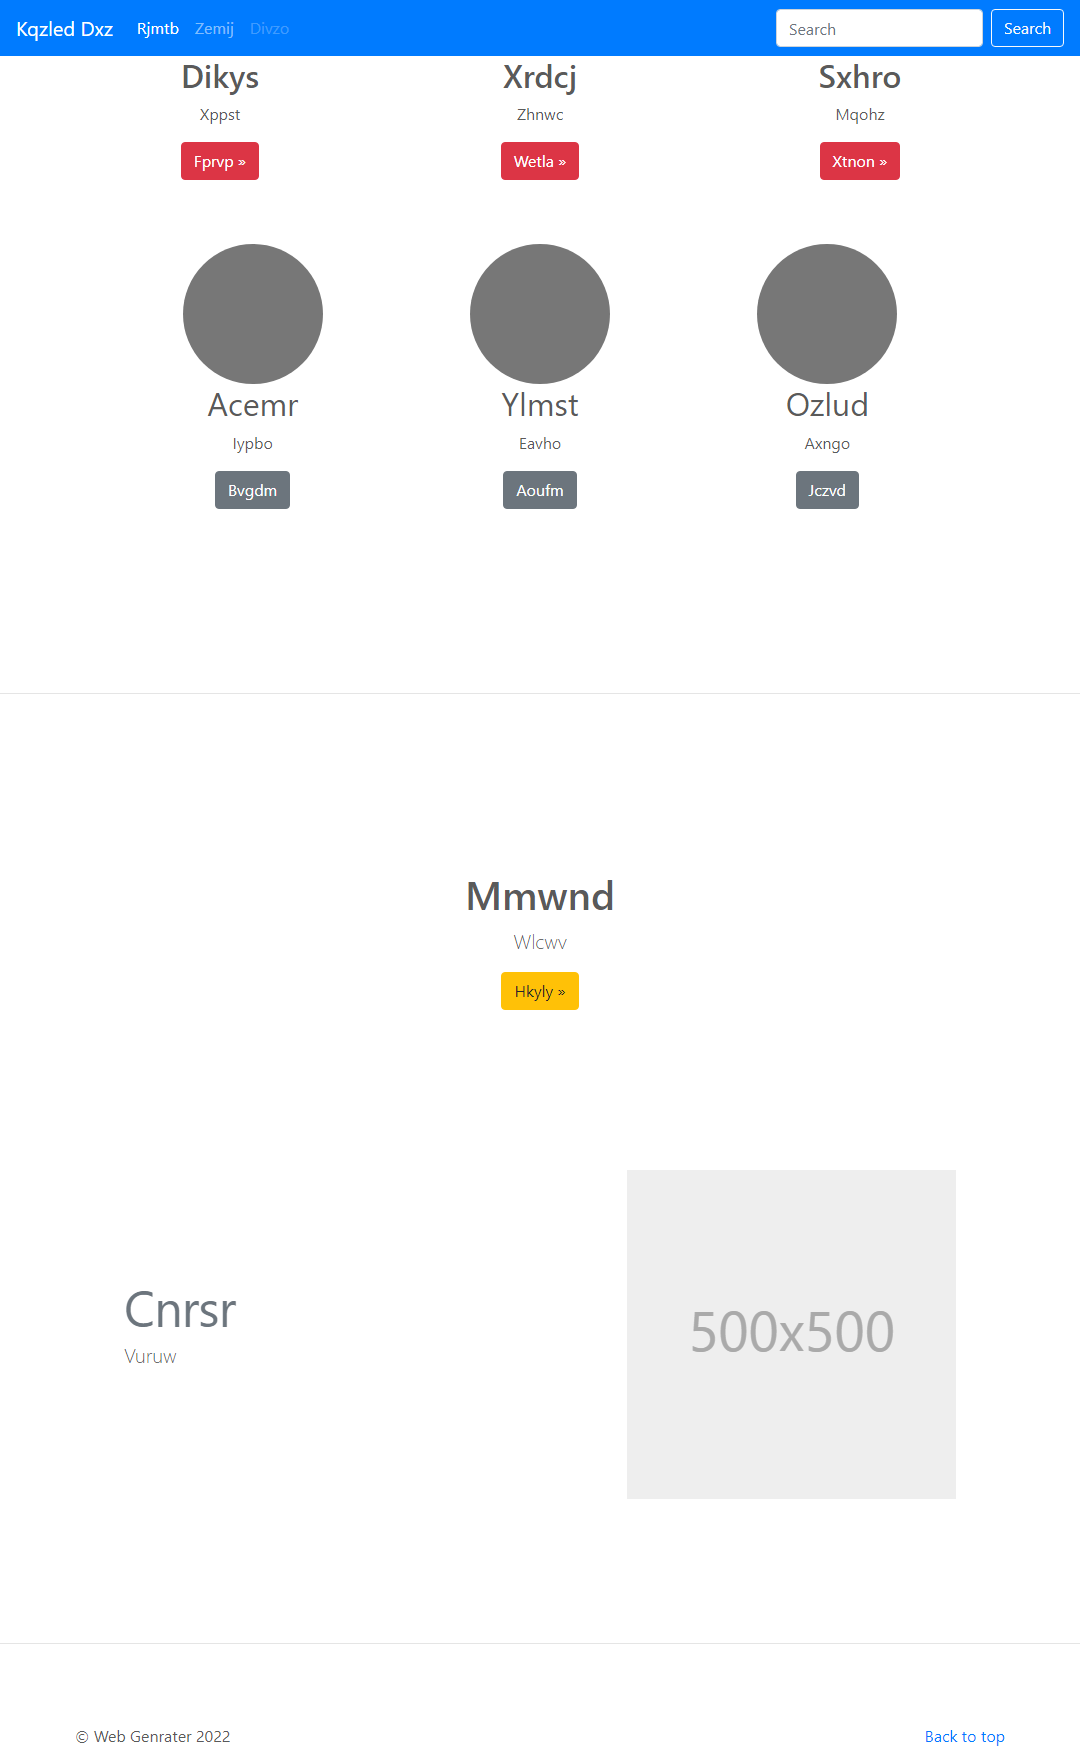 Kqzled Dxz Rjmtb Zemij Divzo Search Search
Dikys Xrdcj Sxhro
Xppst Zhnwc Mqohz
Fprvp » Wetla » Xtnon »
Acemr Ylmst Ozlud
Iypbo Eavho Axngo
Bvgdm Aoufm Jczvd
Mmwnd
Wlcwv
Hkyly »
Cnrsr
Vuruw
500x500
© Web Genrater 2022 Back to top